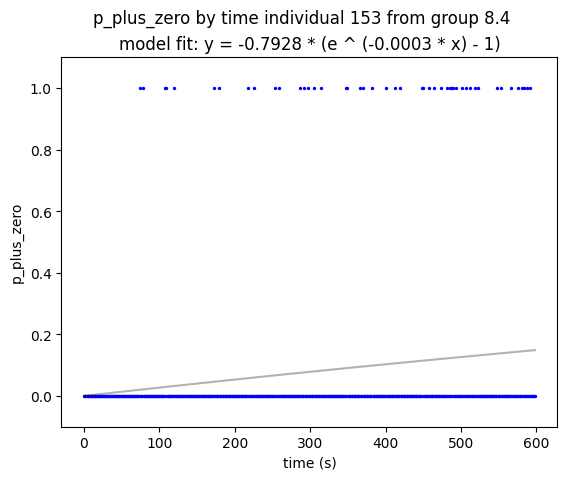 p_plus_zero by time individual 153 from group 8.4
model fit: y = -0.7928 * (e ^ (-0.0003 * x) - 1)
1.0
0.8
0.6
0.4
0.2
0.0
p_plus_zero
0 100 200 300 400 500 600
time (s)